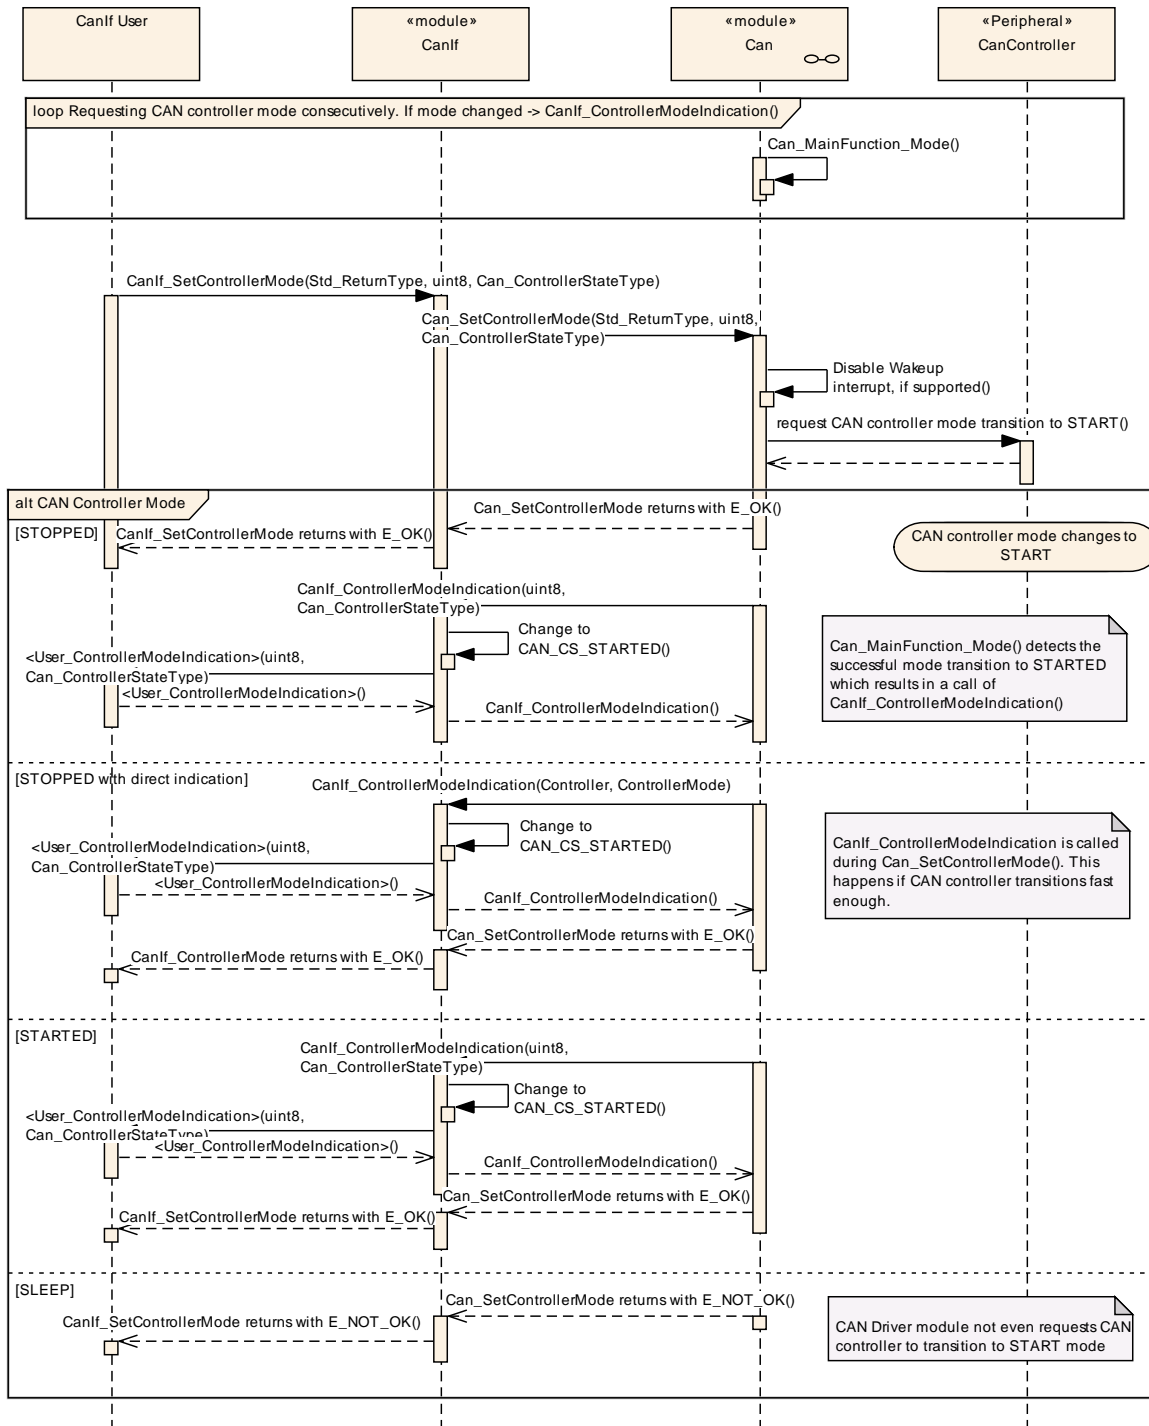 CanIf User
«module»
CanIf
«module»
Can
«Peripheral»
CanController
loop Requesting CAN controller mode consecutively. If mode changed -> CanIf_ControllerModeIndication()
Can_MainFunction_Mode()
CanIf_SetControllerMode(Std_ReturnType, uint8, Can_ControllerStateType)
Can_SetControllerMode(Std_ReturnType, uint8,
Can_ControllerStateType)
Disable Wakeup
interrupt, if supported()
request CAN controller mode transition to START()
alt CAN Controller Mode
[STOPPED]
Can_SetControllerMode returns with E_OK()
CanIf_SetControllerMode returns with E_OK()
CAN controller mode changes to
START
CanIf_ControllerModeIndication(uint8,
Can_ControllerStateType)
Change to
CAN_CS_STARTED()
<User_ControllerModeIndication>(uint8,
Can_ControllerStateType)
<User_ControllerModeIndication>()
CanIf_ControllerModeIndication()
Can_MainFunction_Mode() detects the
successful mode transition to STARTED
which results in a call of
CanIf_ControllerModeIndication()
[STOPPED with direct indication]
CanIf_ControllerModeIndication(Controller, ControllerMode)
Change to
CAN_CS_STARTED()
<User_ControllerModeIndication>(uint8,
Can_ControllerStateType)
<User_ControllerModeIndication>()
CanIf_ControllerModeIndication()
Can_SetControllerMode returns with E_OK()
CanIf_ControllerMode returns with E_OK()
CanIf_ControllerModeIndication is called
during Can_SetControllerMode(). This
happens if CAN controller transitions fast
enough.
[STARTED]
CanIf_ControllerModeIndication(uint8,
Can_ControllerStateType)
Change to
CAN_CS_STARTED()
<User_ControllerModeIndication>(uint8,
Can_ControllerStateType)
<User_ControllerModeIndication>()
CanIf_ControllerModeIndication()
Can_SetControllerMode returns with E_OK()
CanIf_SetControllerMode returns with E_OK()
[SLEEP]
Can_SetControllerMode returns with E_NOT_OK()
CanIf_SetControllerMode returns with E_NOT_OK()
CAN Driver module not even requests CAN
controller to transition to START mode